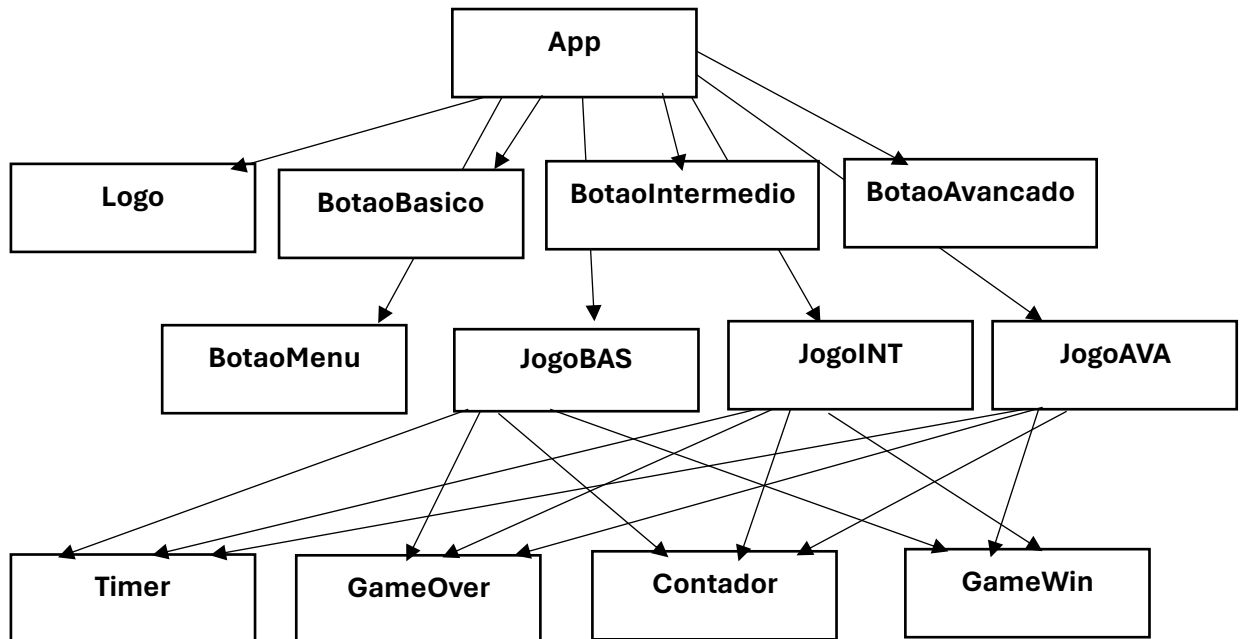 App
Logo
BotaoBasico
BotaoIntermedio
BotaoAvancado
BotaoMenu
JogoBAS
JogoINT
JogoAVA
Timer
GameOver
Contador
GameWin